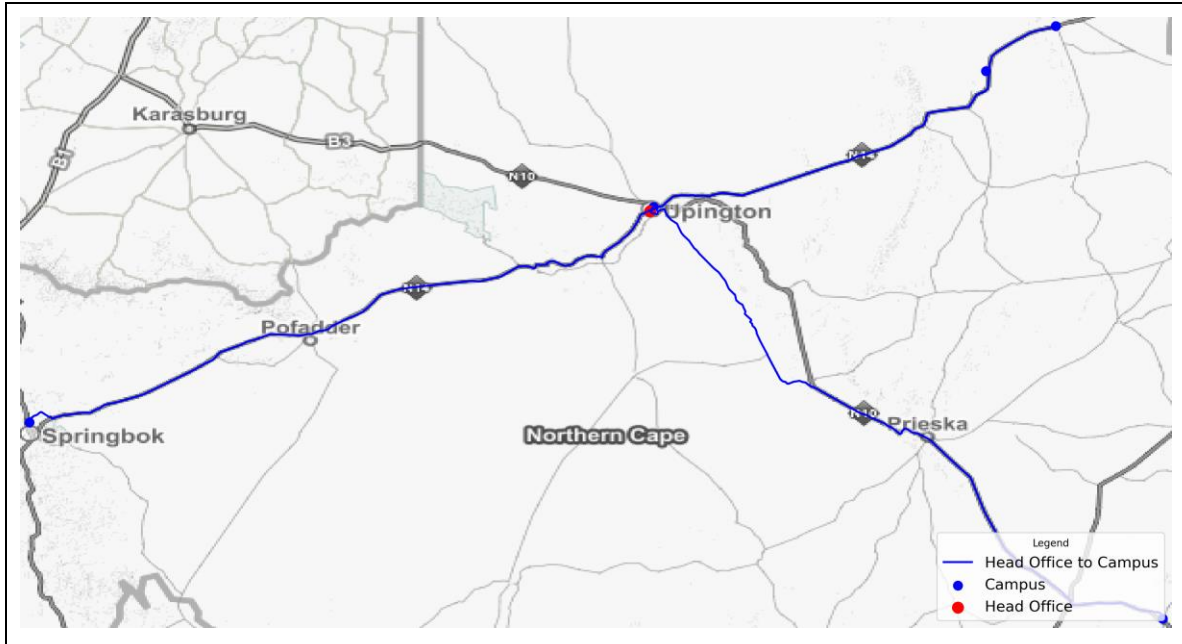 Karasburg
B1
B3
N10
N14
Upington
N14
Pofadder
Springbok
Northern Cape
N10
Prieska
Legend
Head Office to Campus
Campus
Head Office